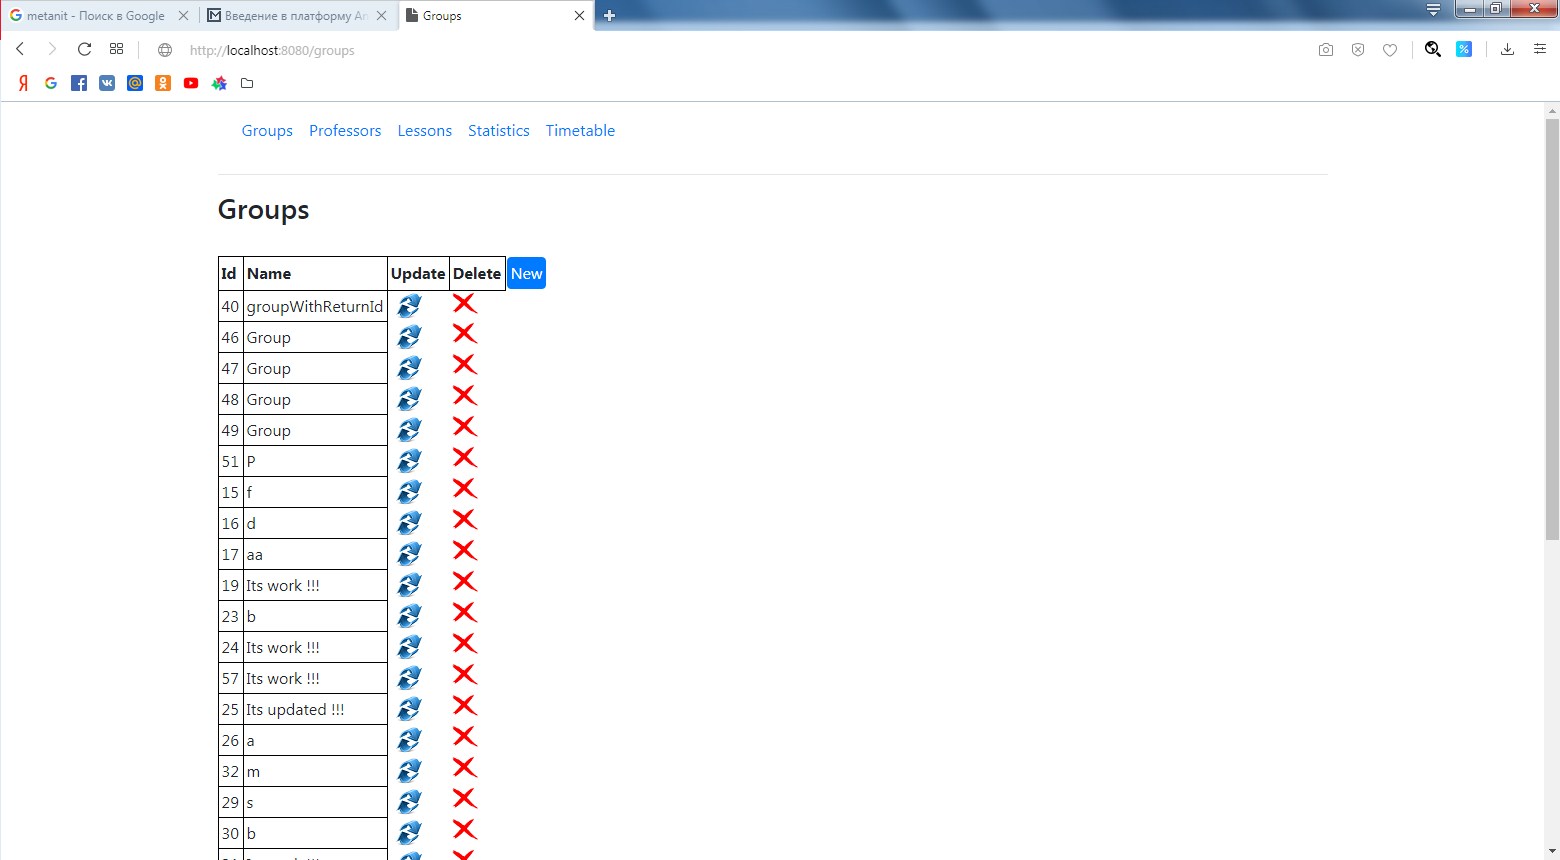 metanit - Поиск в Google
Введение в платформу An
Groups
http://localhost:8080/groups
Groups Professors Lessons Statistics Timetable
Groups
Id Name Update Delete New
40 groupWithReturnId
46 Group
47 Group
48 Group
49 Group
51 P
15 f
16 d
17 aa
19 Its work !!!
23 b
24 Its work !!!
57 Its work !!!
25 Its updated !!!
26 a
32 m
29 s
30 b